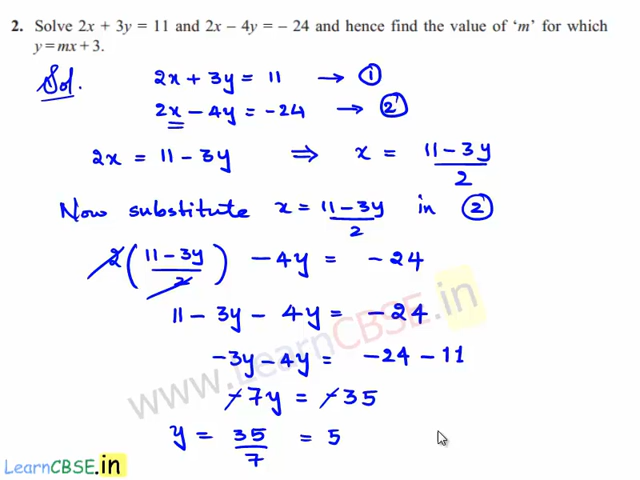 2. Solve 2x + 3y = 11 and 2x – 4y = – 24 and hence find the value of ‘m’ for which
y = mx + 3.
Sol.
2x + 3y = 11 → ①
2x - 4y = -24 → ②
2x = 11 - 3y ⇒ x = (11 - 3y)/2
Now substitute x = (11 - 3y)/2 in ②
2((11 - 3y)/2) - 4y = -24
11 - 3y - 4y = -24
-3y - 4y = -24 - 11
-7y = -35
y = 35/7 = 5
www.LearnCBSE.in
LearnCBSE.in